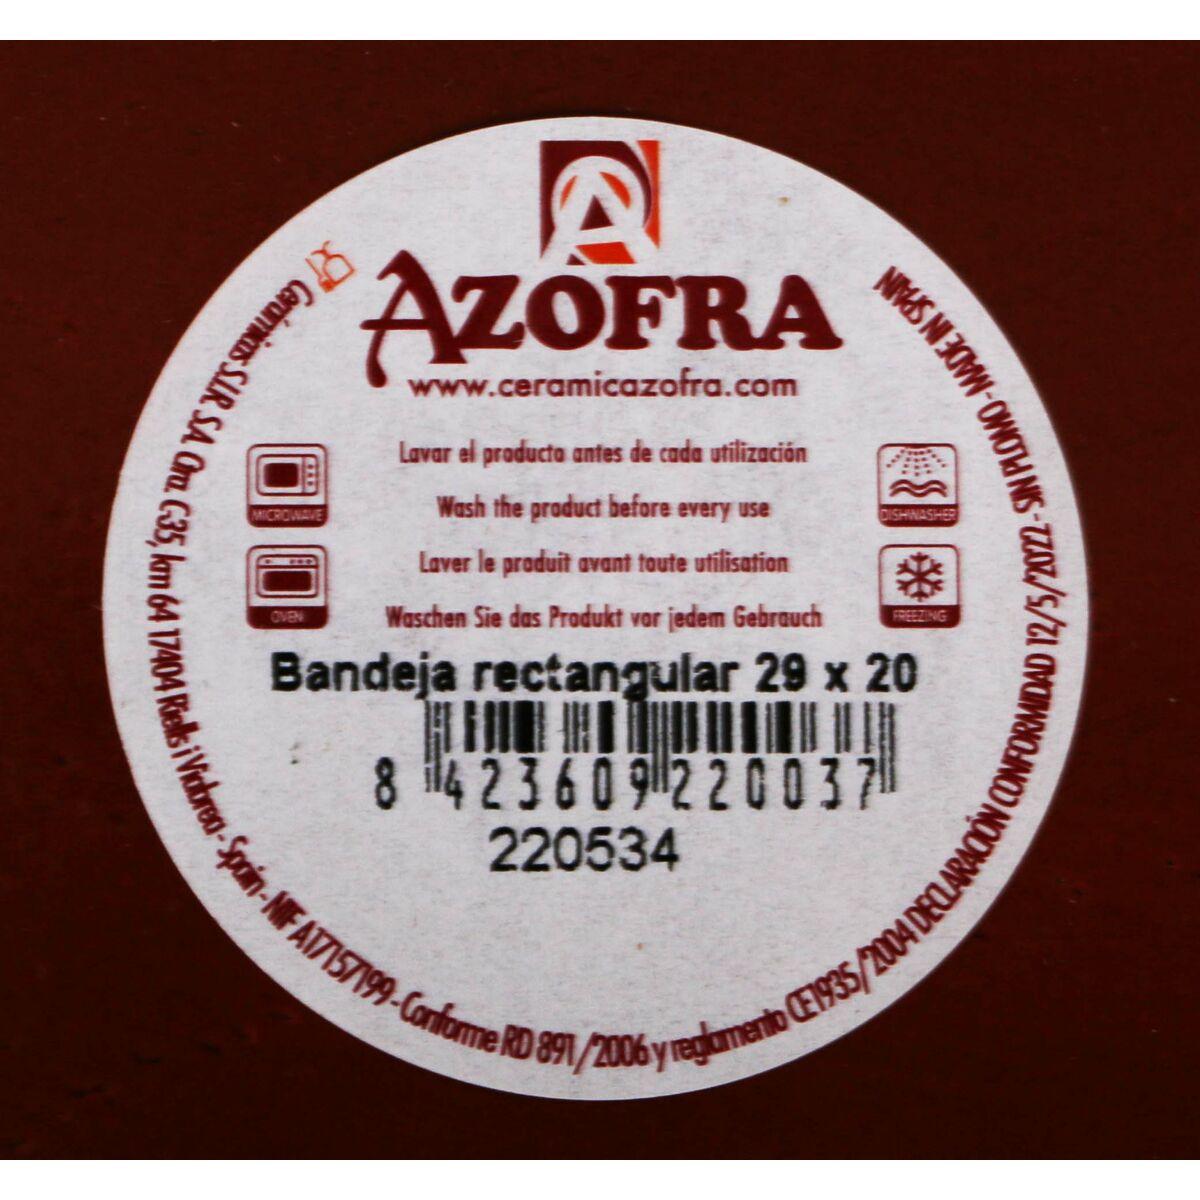 AZOFRA
www.ceramicazofra.com
Lavar el producto antes de cada utilización
Wash the product before every use
Laver le produit avant toute utilisation
Waschen Sie das Produkt vor jedem Gebrauch
MICROWAVE
OVEN
DISHWASHER
FREEZING
Bandeja rectangular 29 x 20
8 423609 220037
220534
Cerámicas S.I.R. S.A. Ctra. C-35, km 64 17404 Riells i Viabrea - Spain - NIF A17157199 - Conforme RD 891/2006 y reglamento CE1935/2004 DECLARACIÓN CONFORMIDAD 12/5/2022 - SIN PLOMO - MADE IN SPAIN